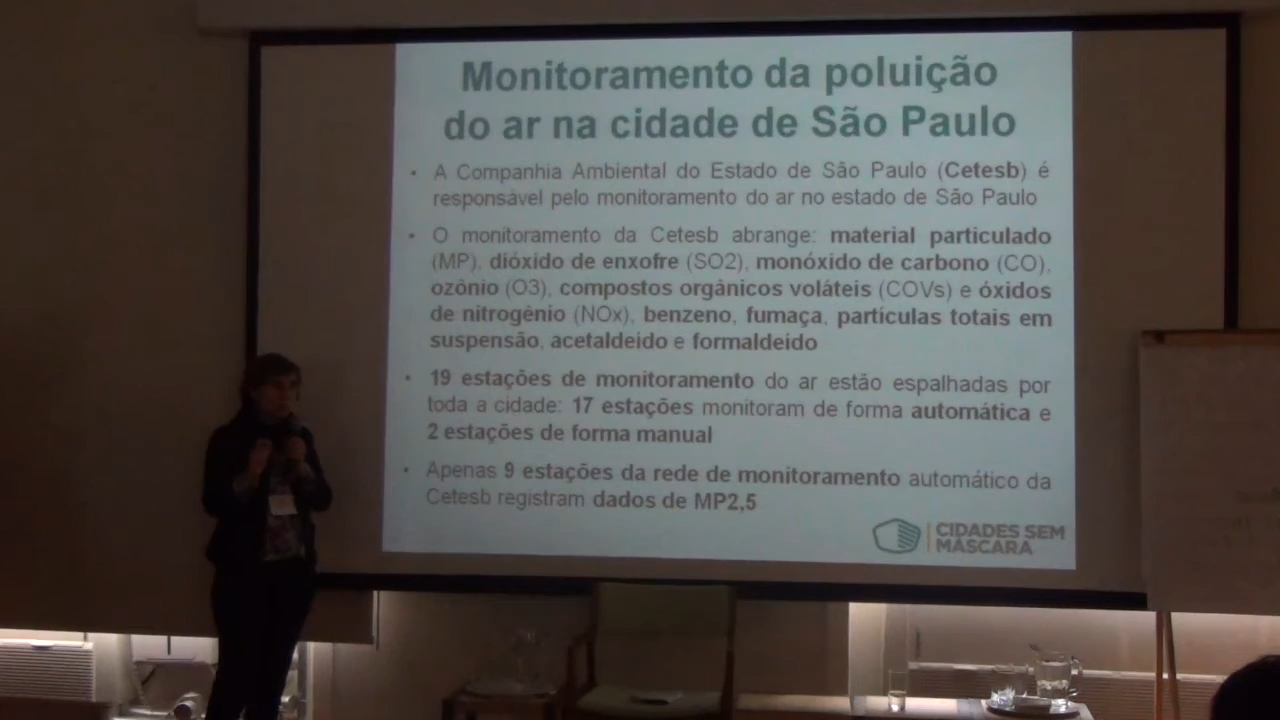 Monitoramento da poluição
do ar na cidade de São Paulo
• A Companhia Ambiental do Estado de São Paulo (Cetesb) é
responsável pelo monitoramento do ar no estado de São Paulo
• O monitoramento da Cetesb abrange: material particulado
(MP), dióxido de enxofre (SO2), monóxido de carbono (CO),
ozônio (O3), compostos orgânicos voláteis (COVs) e óxidos
de nitrogênio (NOx), benzeno, fumaça, partículas totais em
suspensão, acetaldeído e formaldeído
• 19 estações de monitoramento do ar estão espalhadas por
toda a cidade: 17 estações monitoram de forma automática e
2 estações de forma manual
• Apenas 9 estações da rede de monitoramento automático da
Cetesb registram dados de MP2,5
CIDADES SEM
MÁSCARA